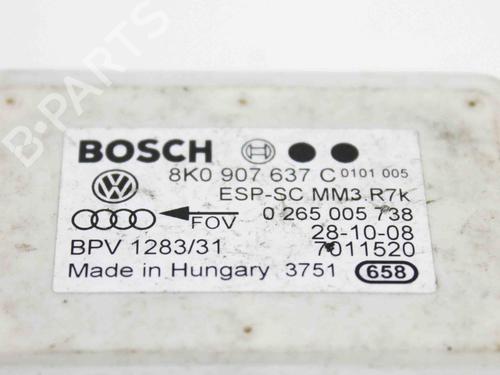 B-PARTS
BOSCH
8K0 907 637 C 0101 005
ESP-SC MM3.R7k
FOV 0 265 005 738
28-10-08
BPV 1283/31 7011520
Made in Hungary 3751 658